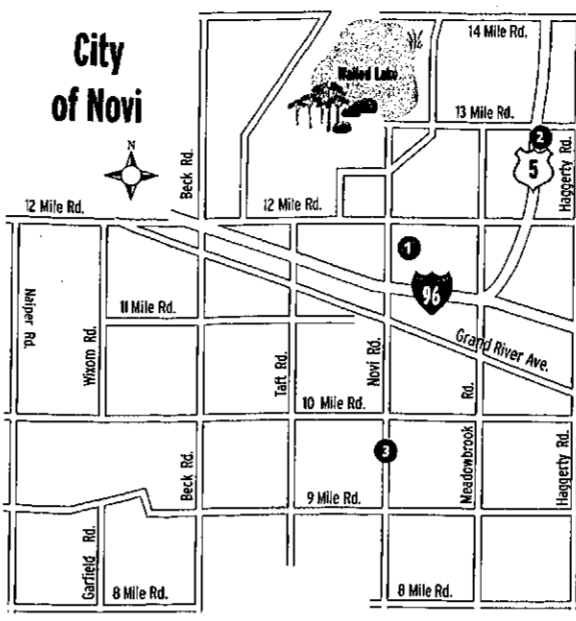 City
of Novi
14 Mile Rd.
Walled Lake
13 Mile Rd.
2
5
Haggerty Rd.
N
Beck Rd.
12 Mile Rd.
12 Mile Rd.
1
96
Naiper Rd.
Wixom Rd.
11 Mile Rd.
Taft Rd.
Novi Rd.
Grand River Ave.
10 Mile Rd.
Meadowbrook Rd.
3
Beck Rd.
Haggerty Rd.
9 Mile Rd.
Garfield Rd.
8 Mile Rd.
8 Mile Rd.